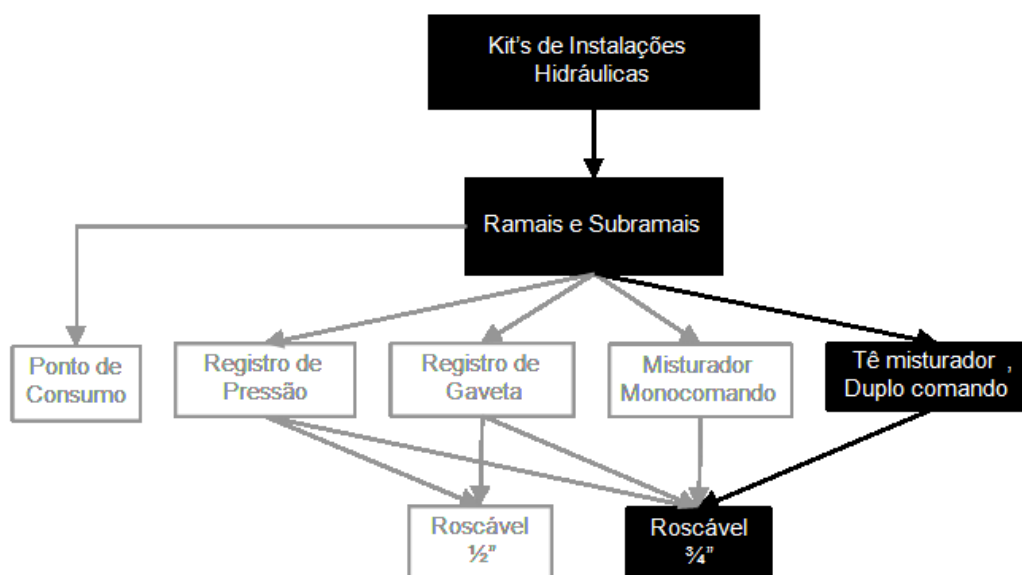 Kit's de Instalações
Hidráulicas
Ramais e Subramais
Ponto de
Consumo
Registro de
Pressão
Registro de
Gaveta
Misturador
Monocomando
Tê misturador ,
Duplo comando
Roscável
½"
Roscável
¾"